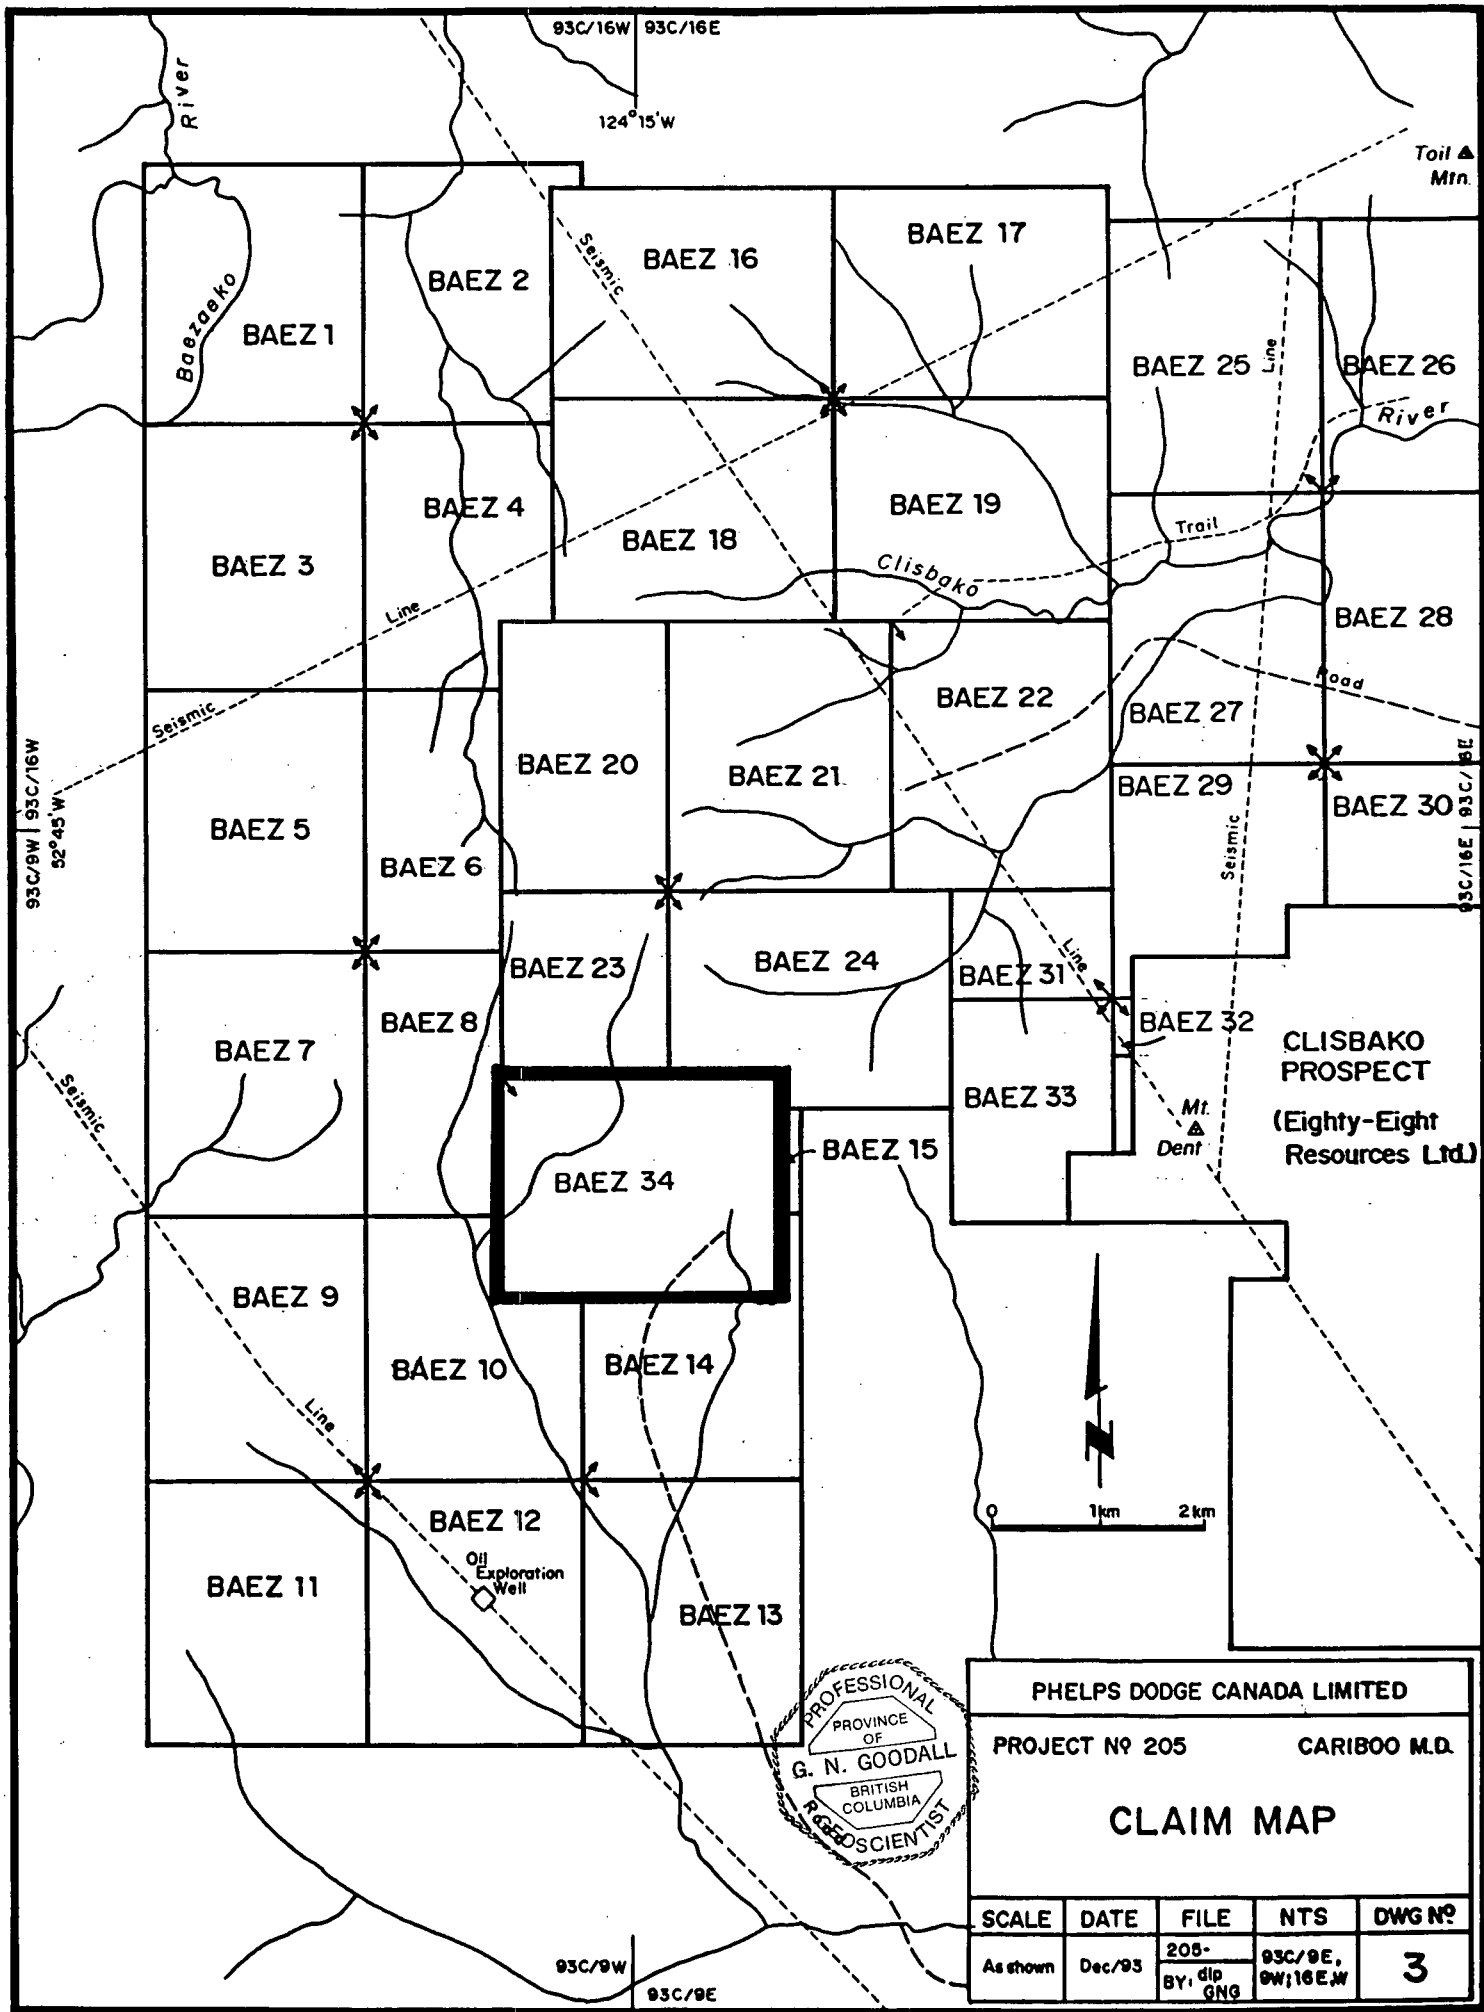 93C/16W | 93C/16E
124°15'W
River
Toil
Mtn.
Baezaeko
BAEZ 1
BAEZ 2
Seismic
BAEZ 16
BAEZ 17
BAEZ 25
Line
BAEZ 26
River
BAEZ 3
BAEZ 4
Line
Seismic
BAEZ 18
BAEZ 19
Clisbako
Trail
BAEZ 28
Road
BAEZ 27
BAEZ 22
BAEZ 20
BAEZ 21
BAEZ 29
BAEZ 30
Seismic
93C/9W | 93C/16W
52°45'W
93C/16E | 93C/16E
BAEZ 5
BAEZ 6
BAEZ 23
BAEZ 24
BAEZ 31
Line
BAEZ 32
BAEZ 7
BAEZ 8
Seismic
CLISBAKO
PROSPECT
(Eighty-Eight
Resources Ltd.)
BAEZ 33
Mt.
Dent
BAEZ 15
BAEZ 34
BAEZ 9
BAEZ 10
BAEZ 14
Line
BAEZ 11
BAEZ 12
Oil
Exploration
Well
BAEZ 13
0 1km 2km
PROFESSIONAL
PROVINCE
OF
G. N. GOODALL
BRITISH
COLUMBIA
GEOSCIENTIST
Road
PHELPS DODGE CANADA LIMITED
PROJECT Nº 205 CARIBOO M.D.
CLAIM MAP
SCALE DATE FILE NTS DWG Nº
As shown Dec/93 205- 93C/9E, 3
BY: dlp 9W;16E,W
GNG
93C/9W
93C/9E